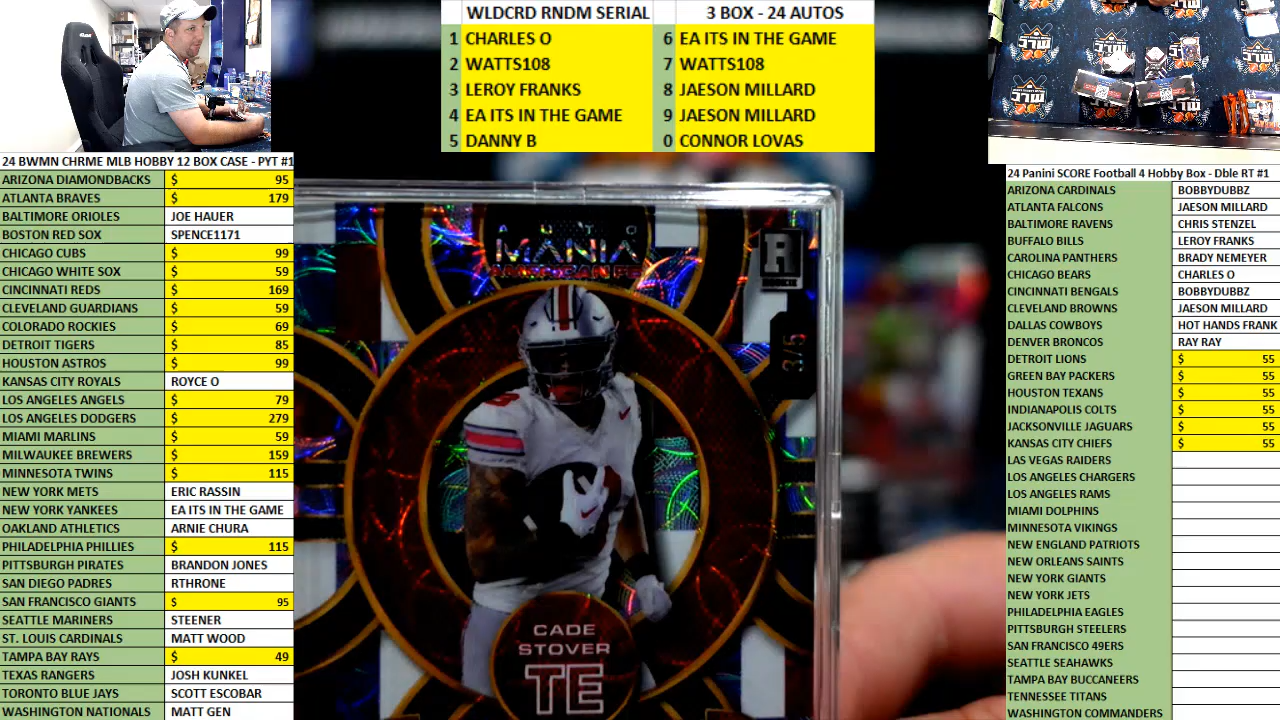 WLDCRD RNDM SERIAL 3 BOX - 24 AUTOS
1 CHARLES O 6 EA ITS IN THE GAME
2 WATTS108 7 WATTS108
3 LEROY FRANKS 8 JAESON MILLARD
4 EA ITS IN THE GAME 9 JAESON MILLARD
5 DANNY B 0 CONNOR LOVAS
24 BWMN CHRME MLB HOBBY 12 BOX CASE - PYT #1
ARIZONA DIAMONDBACKS $ 95
ATLANTA BRAVES $ 179
BALTIMORE ORIOLES JOE HAUER
BOSTON RED SOX SPENCE1171
CHICAGO CUBS $ 99
CHICAGO WHITE SOX $ 59
CINCINNATI REDS $ 169
CLEVELAND GUARDIANS $ 59
COLORADO ROCKIES $ 69
DETROIT TIGERS $ 85
HOUSTON ASTROS $ 99
KANSAS CITY ROYALS ROYCE O
LOS ANGELES ANGELS $ 79
LOS ANGELES DODGERS $ 279
MIAMI MARLINS $ 59
MILWAUKEE BREWERS $ 159
MINNESOTA TWINS $ 115
NEW YORK METS ERIC RASSIN
NEW YORK YANKEES EA ITS IN THE GAME
OAKLAND ATHLETICS ARNIE CHURA
PHILADELPHIA PHILLIES $ 115
PITTSBURGH PIRATES BRANDON JONES
SAN DIEGO PADRES RTHRONE
SAN FRANCISCO GIANTS $ 95
SEATTLE MARINERS STEENER
ST. LOUIS CARDINALS MATT WOOD
TAMPA BAY RAYS $ 49
TEXAS RANGERS JOSH KUNKEL
TORONTO BLUE JAYS SCOTT ESCOBAR
WASHINGTON NATIONALS MATT GEN
AUTO
MANIA
R
3/5
CADE
STOVER
TE
24 Panini SCORE Football 4 Hobby Box - Dble RT #1
ARIZONA CARDINALS BOBBYDUBBZ
ATLANTA FALCONS JAESON MILLARD
BALTIMORE RAVENS CHRIS STENZEL
BUFFALO BILLS LEROY FRANKS
CAROLINA PANTHERS BRADY NEMEYER
CHICAGO BEARS CHARLES O
CINCINNATI BENGALS BOBBYDUBBZ
CLEVELAND BROWNS JAESON MILLARD
DALLAS COWBOYS HOT HANDS FRANK
DENVER BRONCOS RAY RAY
DETROIT LIONS $ 55
GREEN BAY PACKERS $ 55
HOUSTON TEXANS $ 55
INDIANAPOLIS COLTS $ 55
JACKSONVILLE JAGUARS $ 55
KANSAS CITY CHIEFS $ 55
LAS VEGAS RAIDERS
LOS ANGELES CHARGERS
LOS ANGELES RAMS
MIAMI DOLPHINS
MINNESOTA VIKINGS
NEW ENGLAND PATRIOTS
NEW ORLEANS SAINTS
NEW YORK GIANTS
NEW YORK JETS
PHILADELPHIA EAGLES
PITTSBURGH STEELERS
SAN FRANCISCO 49ERS
SEATTLE SEAHAWKS
TAMPA BAY BUCCANEERS
TENNESSEE TITANS
WASHINGTON COMMANDERS